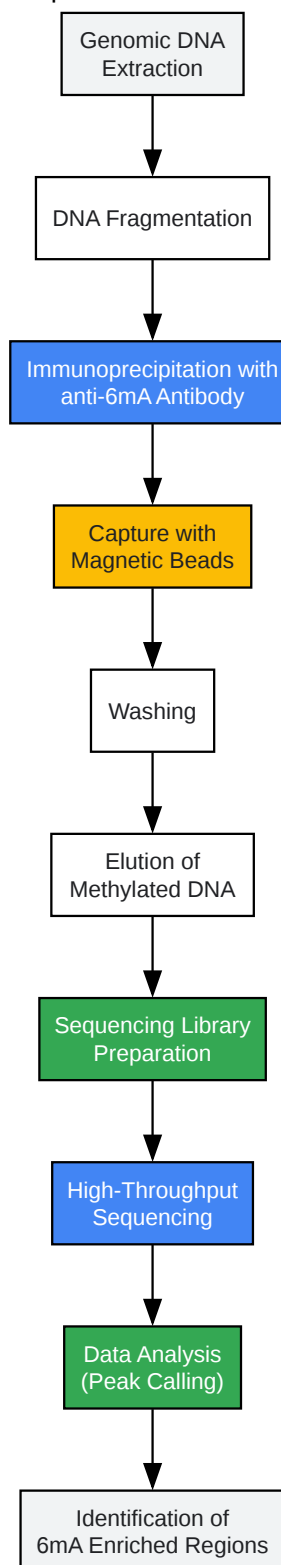 Genomic DNA
Extraction
DNA Fragmentation
Immunoprecipitation with
anti-6mA Antibody
Capture with
Magnetic Beads
Washing
Elution of
Methylated DNA
Sequencing Library
Preparation
High-Throughput
Sequencing
Data Analysis
(Peak Calling)
Identification of
6mA Enriched Regions